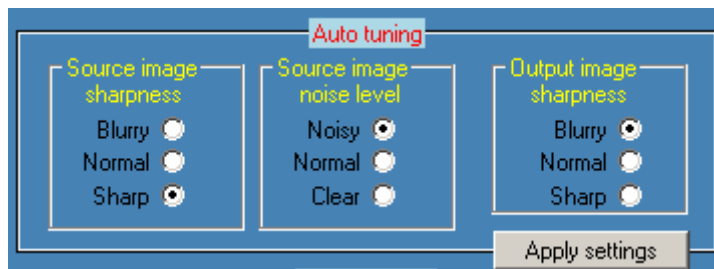 Auto tuning
Source image
sharpness
Blurry
Normal
Sharp
Source image
noise level
Noisy
Normal
Clear
Output image
sharpness
Blurry
Normal
Sharp
Apply settings